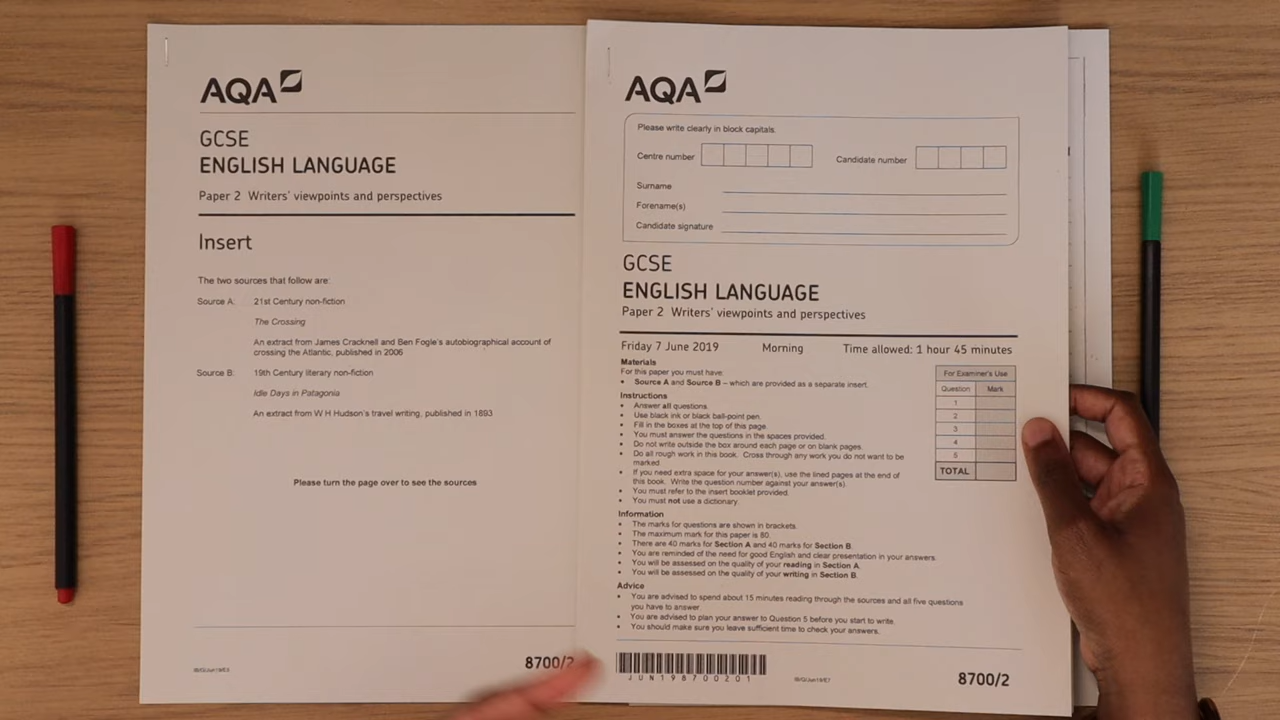 AQA
GCSE
ENGLISH LANGUAGE
Paper 2 Writers' viewpoints and perspectives
Insert
The two sources that follow are:
Source A: 21st Century non-fiction
The Crossing
An extract from James Cracknell and Ben Fogle's autobiographical account of
crossing the Atlantic, published in 2006
Source B: 19th Century literary non-fiction
Idle Days in Patagonia
An extract from W H Hudson's travel writing, published in 1893
Please turn the page over to see the sources
IB/G/Jun19/E3
8700/2
AQA
Please write clearly in block capitals.
Centre number Candidate number
Surname
Forename(s)
Candidate signature
GCSE
ENGLISH LANGUAGE
Paper 2 Writers' viewpoints and perspectives
Friday 7 June 2019 Morning Time allowed: 1 hour 45 minutes
Materials
For this paper you must have:
• Source A and Source B – which are provided as a separate insert.
Instructions
• Answer all questions.
• Use black ink or black ball-point pen.
• Fill in the boxes at the top of this page.
• You must answer the questions in the spaces provided.
• Do not write outside the box around each page or on blank pages.
• Do all rough work in this book. Cross through any work you do not want to be
marked.
• If you need extra space for your answer(s), use the lined pages at the end of
this book. Write the question number against your answer(s).
• You must refer to the insert booklet provided.
• You must not use a dictionary.
Information
• The marks for questions are shown in brackets.
• The maximum mark for this paper is 80.
• There are 40 marks for Section A and 40 marks for Section B.
• You are reminded of the need for good English and clear presentation in your answers.
• You will be assessed on the quality of your reading in Section A.
• You will be assessed on the quality of your writing in Section B.
Advice
• You are advised to spend about 15 minutes reading through the sources and all five questions
you have to answer.
• You are advised to plan your answer to Question 5 before you start to write.
• You should make sure you leave sufficient time to check your answers.
For Examiner's Use
Question Mark
1
2
3
4
5
TOTAL
JUN198700201
IB/G/Jun19/E7
8700/2